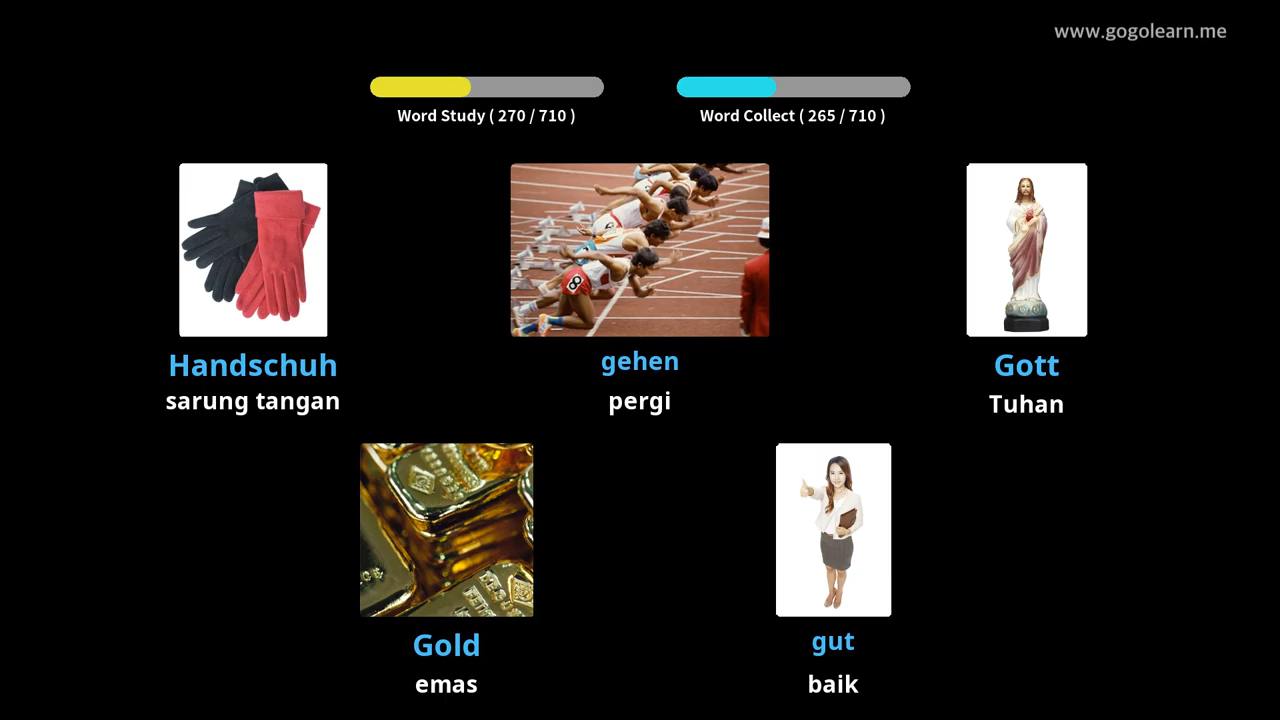 www.gogolearn.me
Word Study ( 270 / 710 )
Word Collect ( 265 / 710 )
Handschuh
sarung tangan
gehen
pergi
Gott
Tuhan
Gold
emas
gut
baik